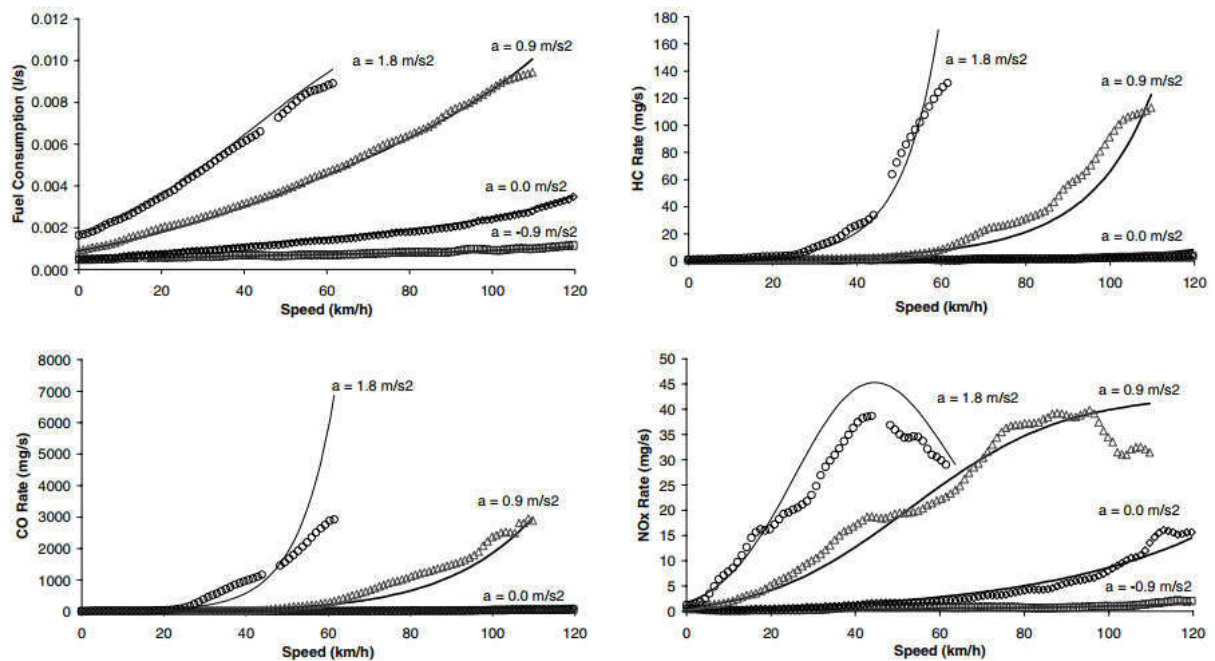 0.012
0.010
0.008
0.006
0.004
0.002
0.000
Fuel Consumption (l/s)
a = 1.8 m/s2
a = 0.9 m/s2
a = 0.0 m/s2
a = -0.9 m/s2
0 20 40 60 80 100 120
Speed (km/h)
180
160
140
120
100
80
60
40
20
0
HC Rate (mg/s)
a = 1.8 m/s2
a = 0.9 m/s2
a = 0.0 m/s2
0 20 40 60 80 100 120
Speed (km/h)
8000
7000
6000
5000
4000
3000
2000
1000
0
CO Rate (mg/s)
a = 1.8 m/s2
a = 0.9 m/s2
a = 0.0 m/s2
0 20 40 60 80 100 120
Speed (km/h)
50
45
40
35
30
25
20
15
10
5
0
NOx Rate (mg/s)
a = 1.8 m/s2
a = 0.9 m/s2
a = 0.0 m/s2
a = -0.9 m/s2
0 20 40 60 80 100 120
Speed (km/h)